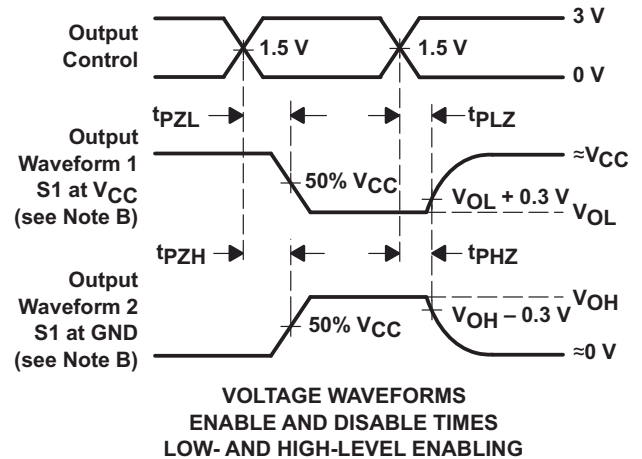 Output
Control
3 V
1.5 V
1.5 V
0 V
tPZL
tPLZ
Output
Waveform 1
S1 at VCC
(see Note B)
≈VCC
50% VCC
VOL + 0.3 V
VOL
tPZH
tPHZ
Output
Waveform 2
S1 at GND
(see Note B)
VOH
50% VCC
VOH – 0.3 V
≈0 V
VOLTAGE WAVEFORMS
ENABLE AND DISABLE TIMES
LOW- AND HIGH-LEVEL ENABLING